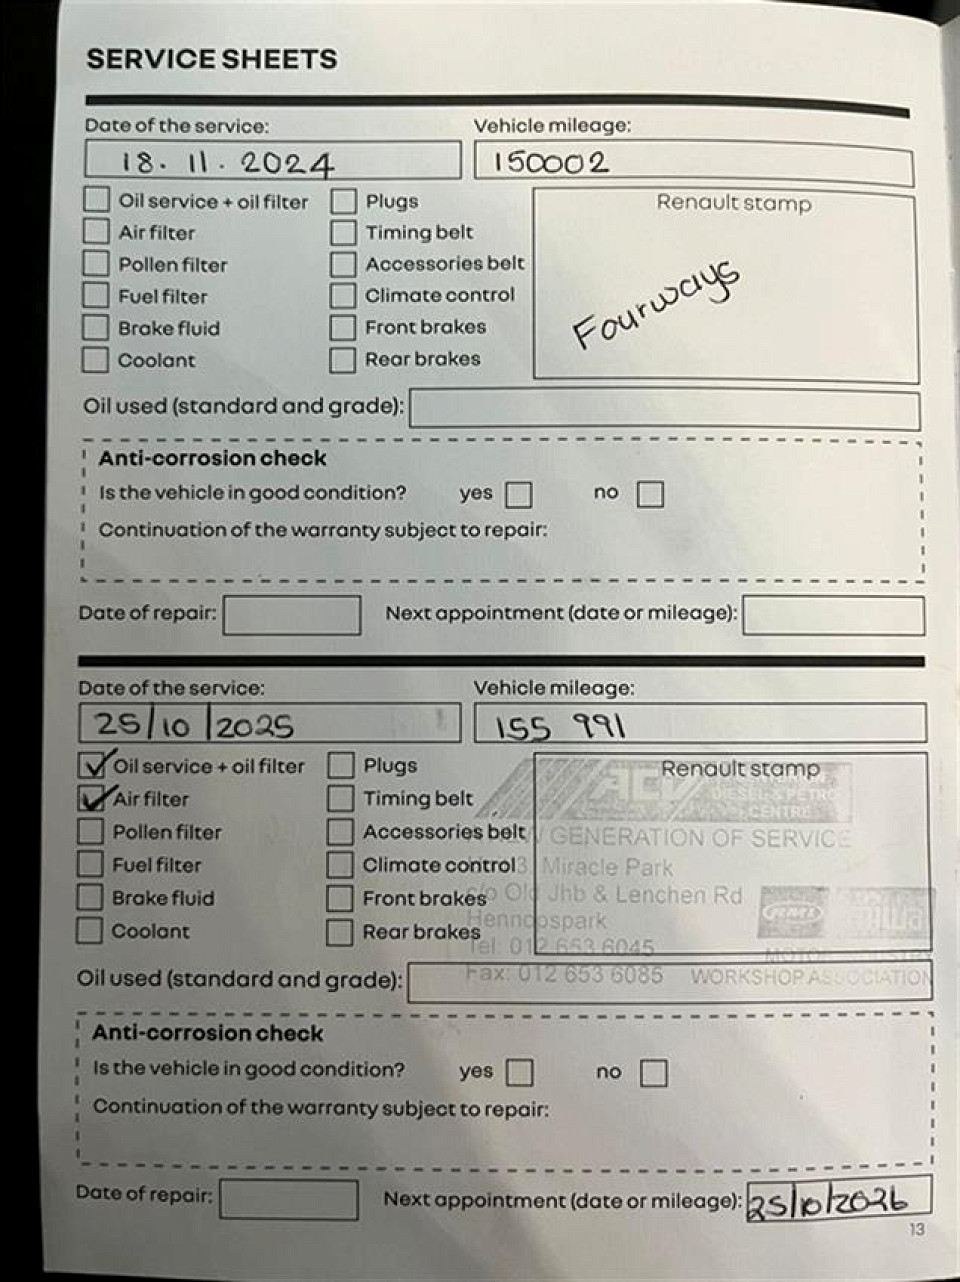 SERVICE SHEETS
Date of the service: Vehicle mileage:
18.11.2024 150002
Oil service + oil filter Plugs Renault stamp
Air filter Timing belt
Pollen filter Accessories belt
Fuel filter Climate control
Brake fluid Front brakes
Coolant Rear brakes
Fourways
Oil used (standard and grade):
Anti-corrosion check
Is the vehicle in good condition? yes no
Continuation of the warranty subject to repair:
Date of repair: Next appointment (date or mileage):
Date of the service: Vehicle mileage:
25/10/2025 155 991
Oil service + oil filter Plugs Renault stamp
Air filter Timing belt
Pollen filter Accessories belt
Fuel filter Climate control
Brake fluid Front brakes
Coolant Rear brakes
DIESEL & PETROL
CENTRE
GENERATION OF SERVICE
3, Miracle Park
c/o Old Jhb & Lenchen Rd
Hennopspark
Tel: 012 653 6045
Fax: 012 653 6085 WORKSHOP ASSOCIATION
Oil used (standard and grade):
Anti-corrosion check
Is the vehicle in good condition? yes no
Continuation of the warranty subject to repair:
Date of repair: Next appointment (date or mileage): 25/10/2026
13